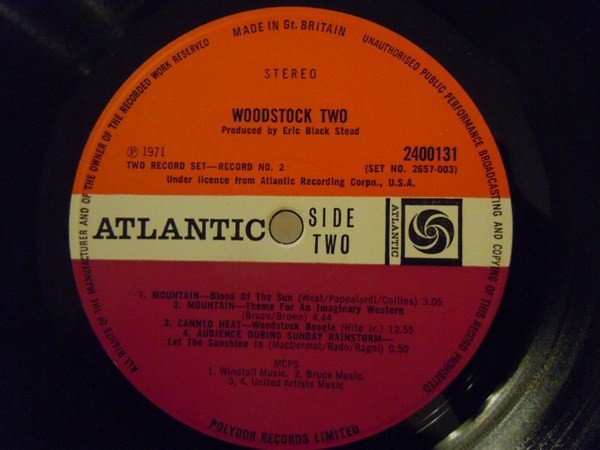 MADE IN Gt. BRITAIN
UNAUTHORISED PUBLIC PERFORMANCE BROADCASTING AND COPYING OF THIS RECORD PROHIBITED
ALL RIGHTS OF THE MANUFACTURER AND OF THE OWNER OF THE RECORDED WORK RESERVED
STEREO
WOODSTOCK TWO
Produced by Eric Black Stead
℗ 1971
2400131
TWO RECORD SET—RECORD NO. 2
(SET NO. 2657-003)
Under licence from Atlantic Recording Corpn., U.S.A.
ATLANTIC
SIDE
TWO
ATLANTIC
1. MOUNTAIN—Blood Of The Sun (West/Pappalardi/Collins) 3.05
2. MOUNTAIN—Theme For An Imaginary Western
(Bruce/Brown) 4.44
3. CANNED HEAT—Woodstock Boogie (Hite Jr.) 12.55
4. AUDIENCE DURING SUNDAY RAINSTORM—
Let The Sunshine In (MacDermot/Rado/Ragni) 0.50
MCPS
1. Windfall Music. 2. Bruce Music.
3. 4. United Artists Music
POLYDOR RECORDS LIMITED